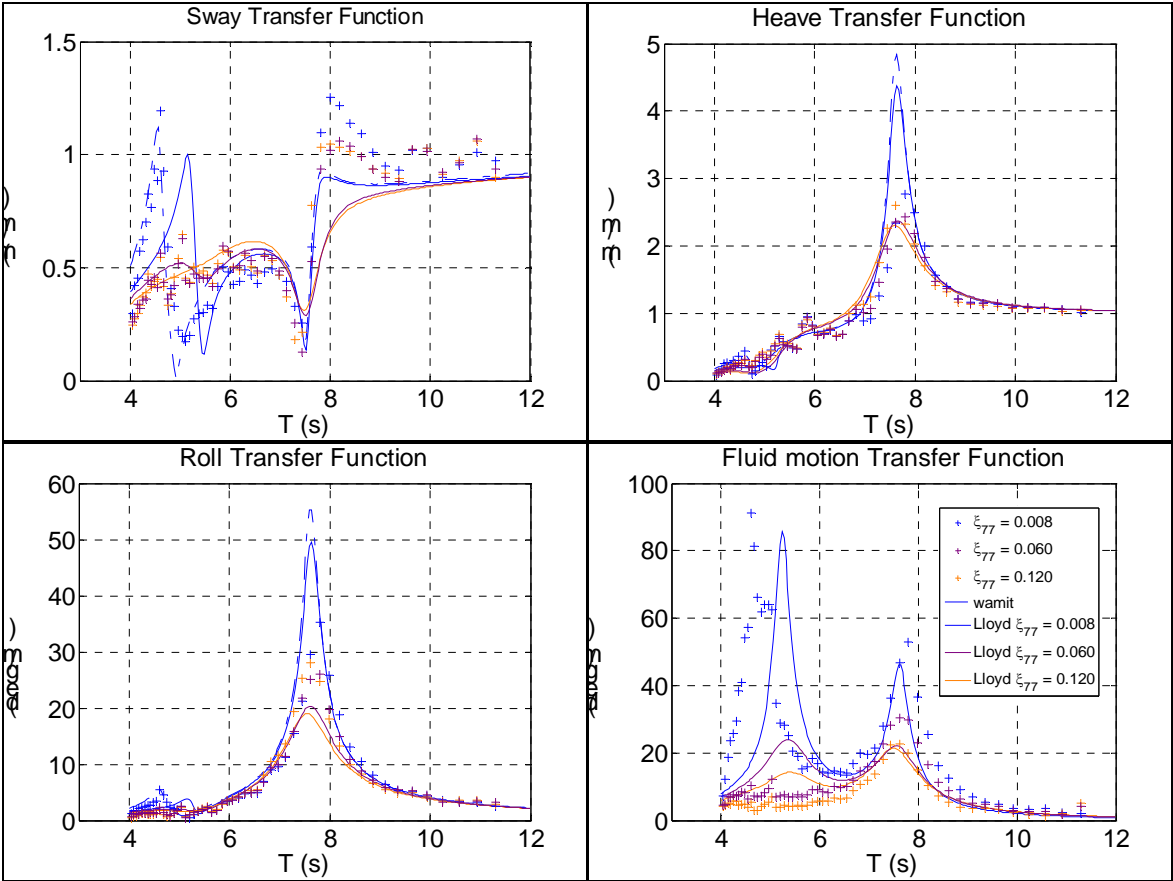 Sway Transfer Function
1.5
1
0.5
0
4 6 8 10 12
T (s)
Heave Transfer Function
5
4
3
2
1
0
4 6 8 10 12
T (s)
Roll Transfer Function
60
50
40
30
20
10
0
4 6 8 10 12
T (s)
Fluid motion Transfer Function
100
80
60
40
20
0
4 6 8 10 12
T (s)
ξ77 = 0.008
ξ77 = 0.060
ξ77 = 0.120
wamit
Lloyd ξ77 = 0.008
Lloyd ξ77 = 0.060
Lloyd ξ77 = 0.120